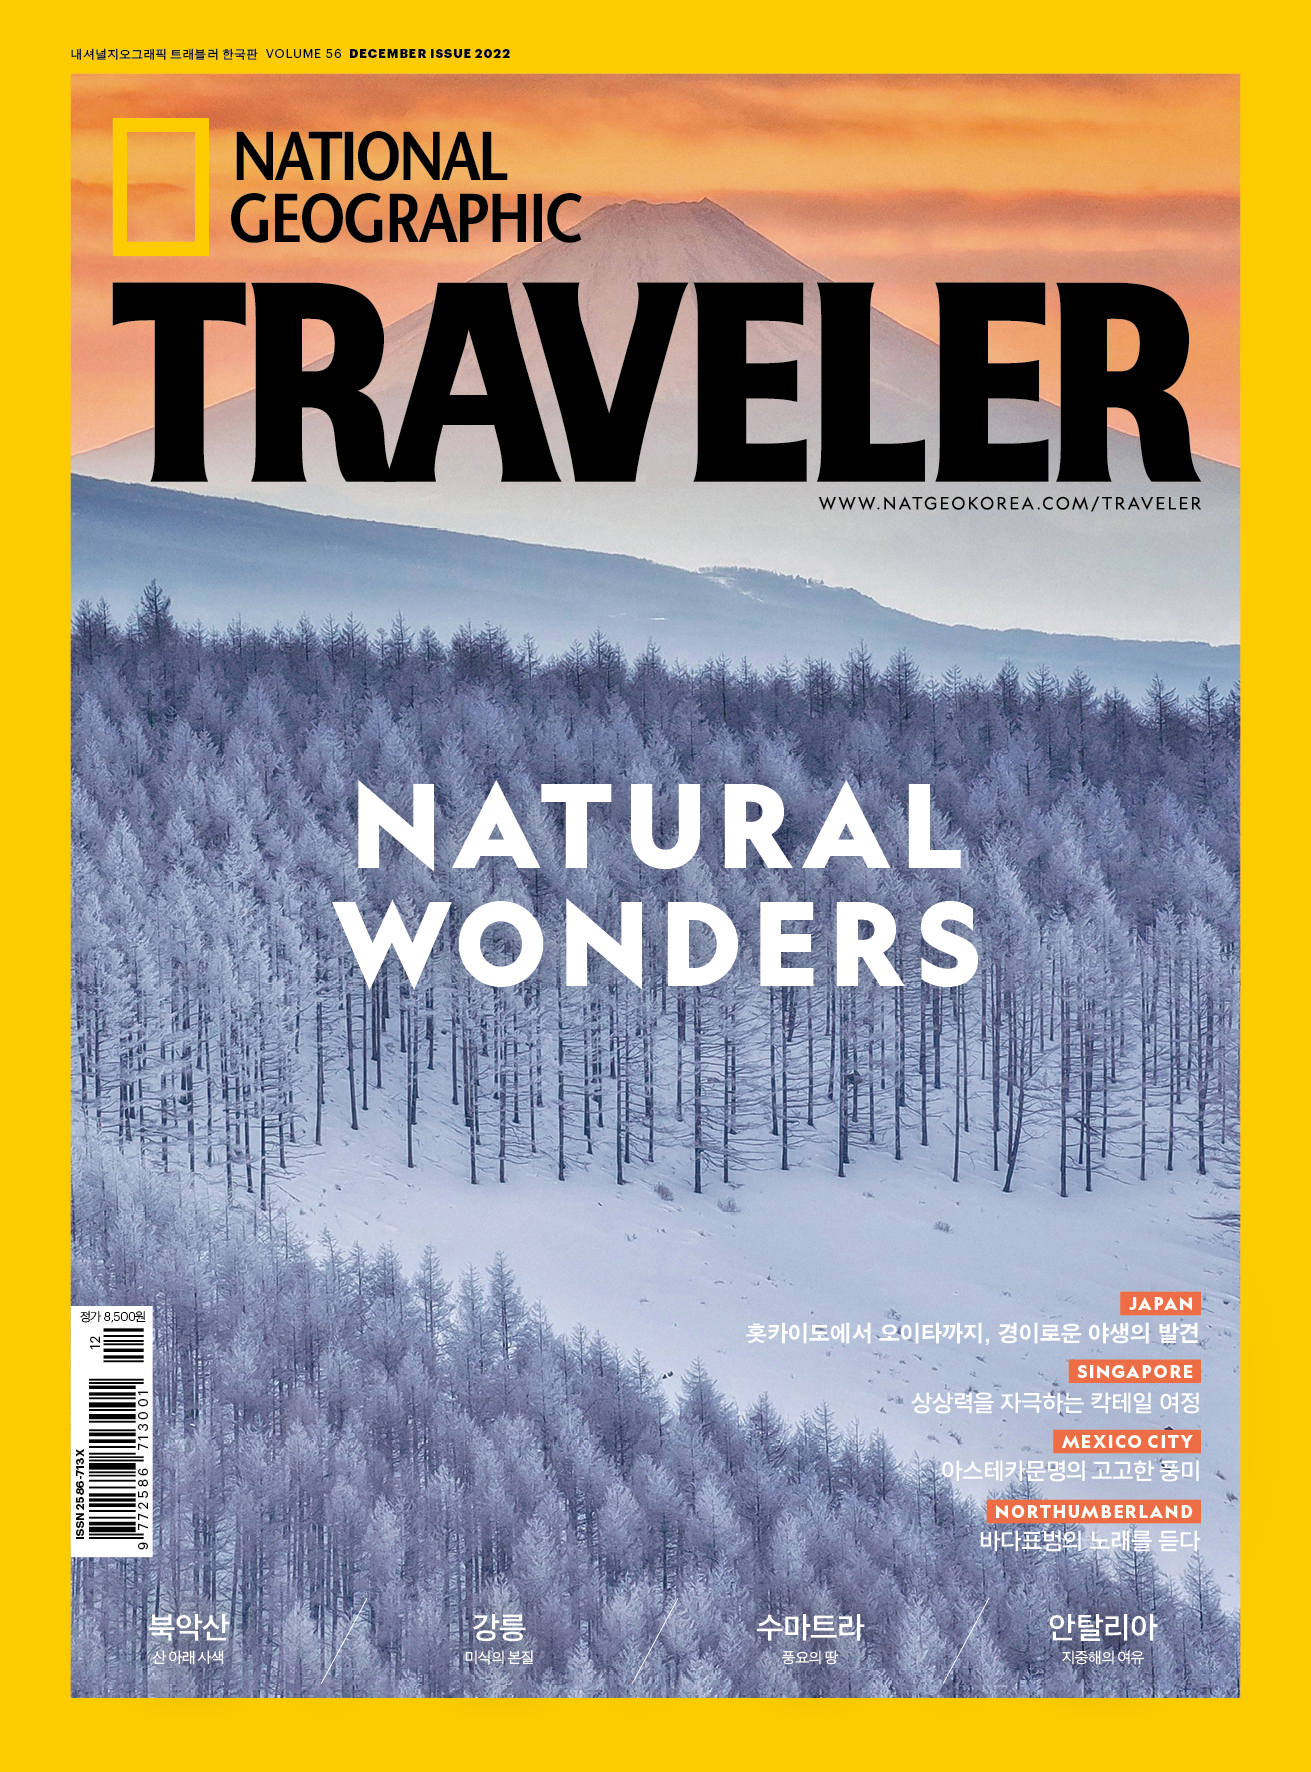 내셔널지오그래픽 트래블러 한국판 VOLUME 56 DECEMBER ISSUE 2022
NATIONAL
GEOGRAPHIC
TRAVELER
WWW.NATGEOKOREA.COM/TRAVELER
NATURAL
WONDERS
JAPAN
홋카이도에서 오이타까지, 경이로운 야생의 발견
SINGAPORE
상상력을 자극하는 칵테일 여정
MEXICO CITY
아스테카문명의 고고한 풍미
NORTHUMBERLAND
바다표범의 노래를 듣다
정가 8,500원
12
ISSN 2586-713X
9 772586 713001
북악산
산 아래 사색
강릉
미식의 본질
수마트라
풍요의 땅
안탈리아
지중해의 여유